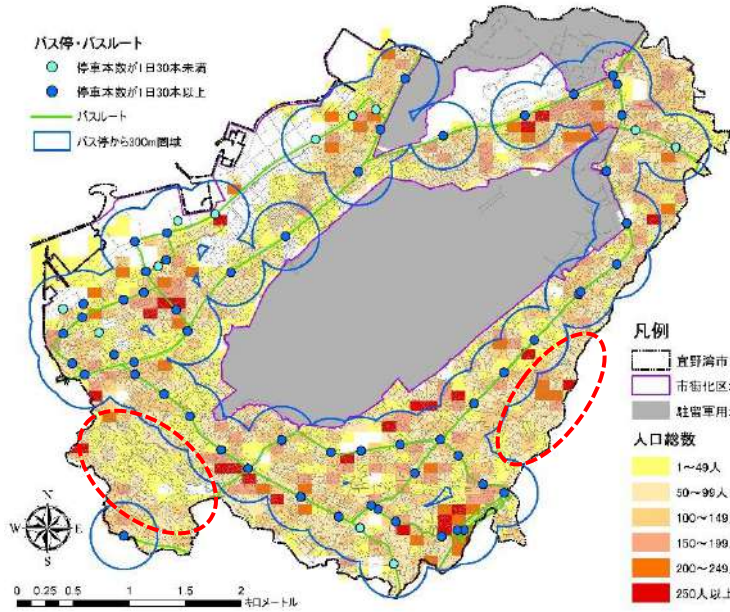 バス停・バスルート
停車本数が1日30本未満
停車本数が1日30本以上
バスルート
バス停から300m圏域
凡例
宜野湾市
市街化区
駐留軍用
人口総数
1～49人
50～99人
100～149
150～199
200～249
250人以上
N
W
E
S
0 0.25 0.5 1 1.5 2
キロメートル